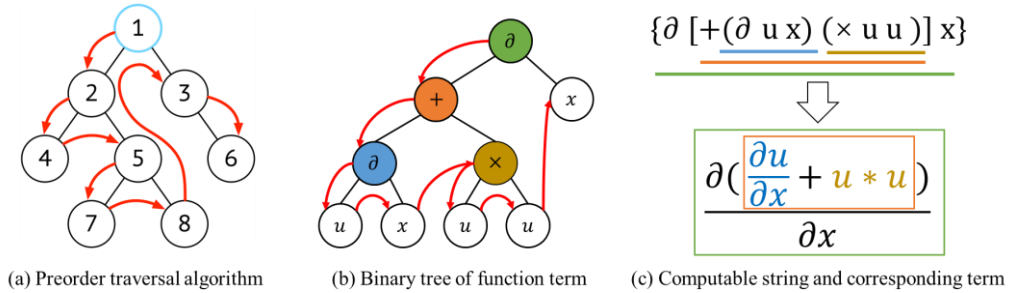 1
2
3
4
5
6
7
8
(a) Preorder traversal algorithm
∂
+
x
∂
×
u
x
u
u
(b) Binary tree of function term
{∂ [+(∂ u x) (× u u )] x}
∂(∂u/∂x + u * u)
∂x
(c) Computable string and corresponding term